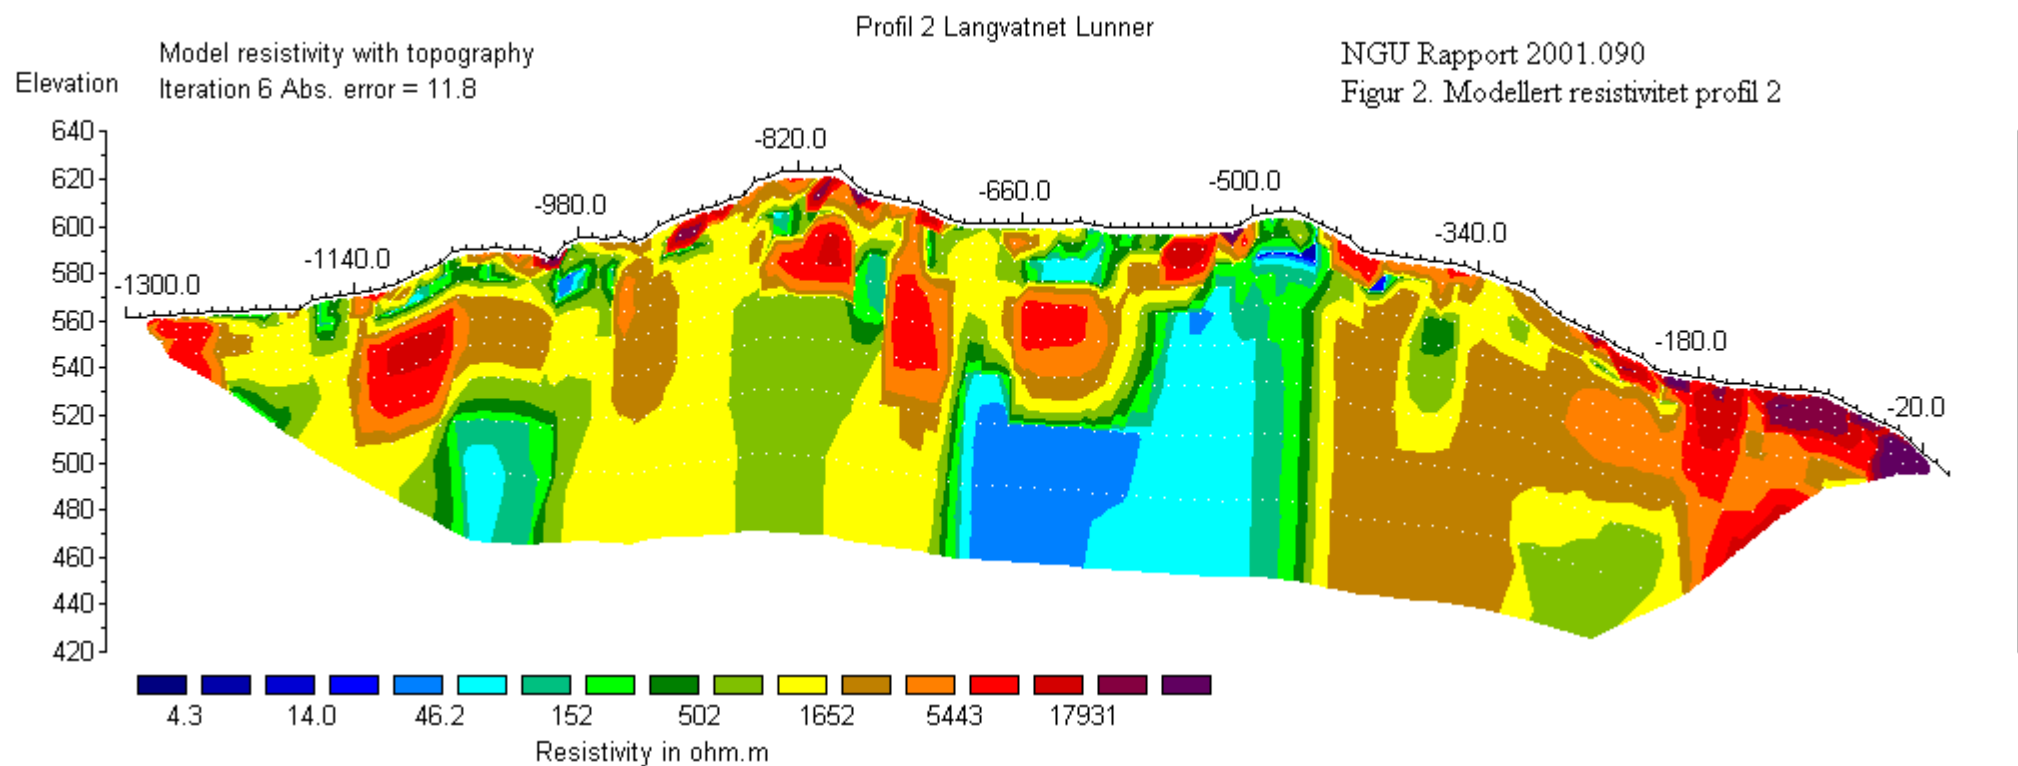 Profil 2 Langvatnet Lunner
Model resistivity with topography
Iteration 6 Abs. error = 11.8
NGU Rapport 2001.090
Figur 2. Modellert resistivitet profil 2
Elevation
640
620
600
580
560
540
520
500
480
460
440
420
-1300.0
-1140.0
-980.0
-820.0
-660.0
-500.0
-340.0
-180.0
-20.0
4.3 14.0 46.2 152 502 1652 5443 17931
Resistivity in ohm.m